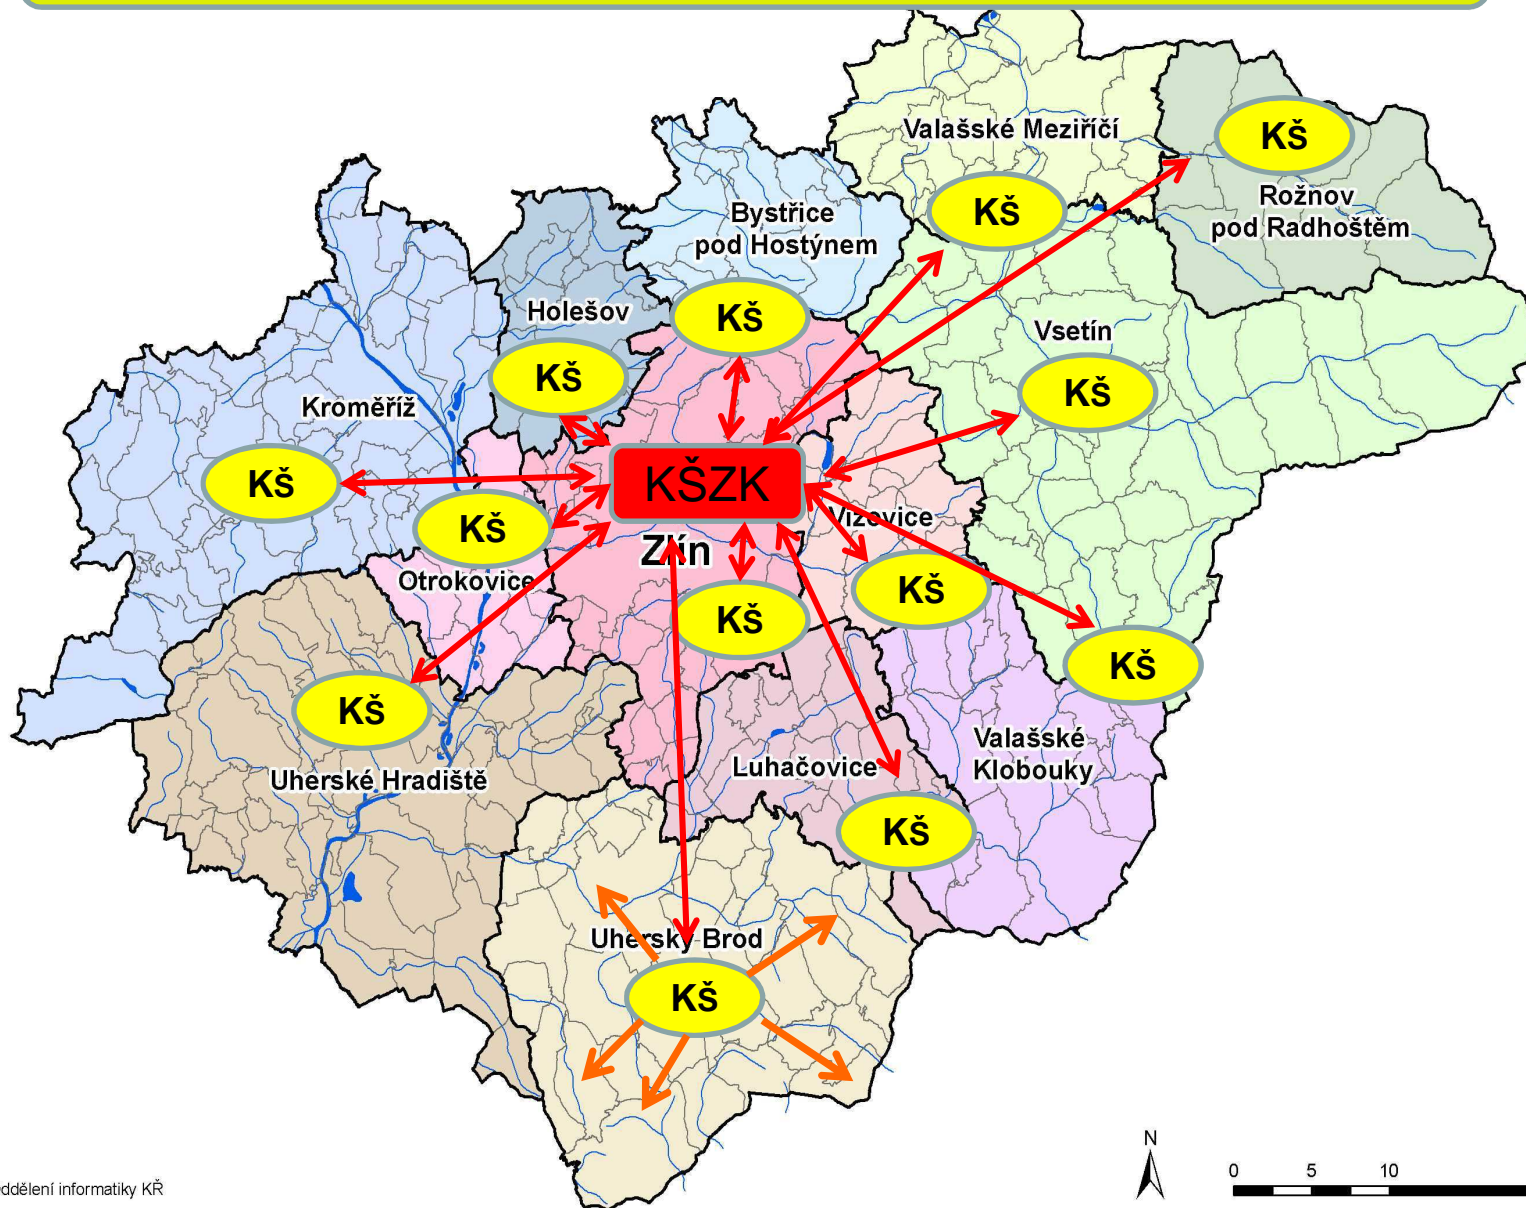 Valašské Meziříčí
KŠ
Rožnov
pod Radhoštěm
KŠ
Bystřice
pod Hostýnem
KŠ
Holešov
KŠ
Vsetín
KŠ
Kroměříž
KŠ
KŠZK
Zlín
KŠ
Vizovice
KŠ
KŠ
Otrokovice
KŠ
KŠ
Uherské Hradiště
Luhačovice
KŠ
Valašské
Klobouky
Uherský Brod
KŠ
N
0 5 10
ddělení informatiky KŘ